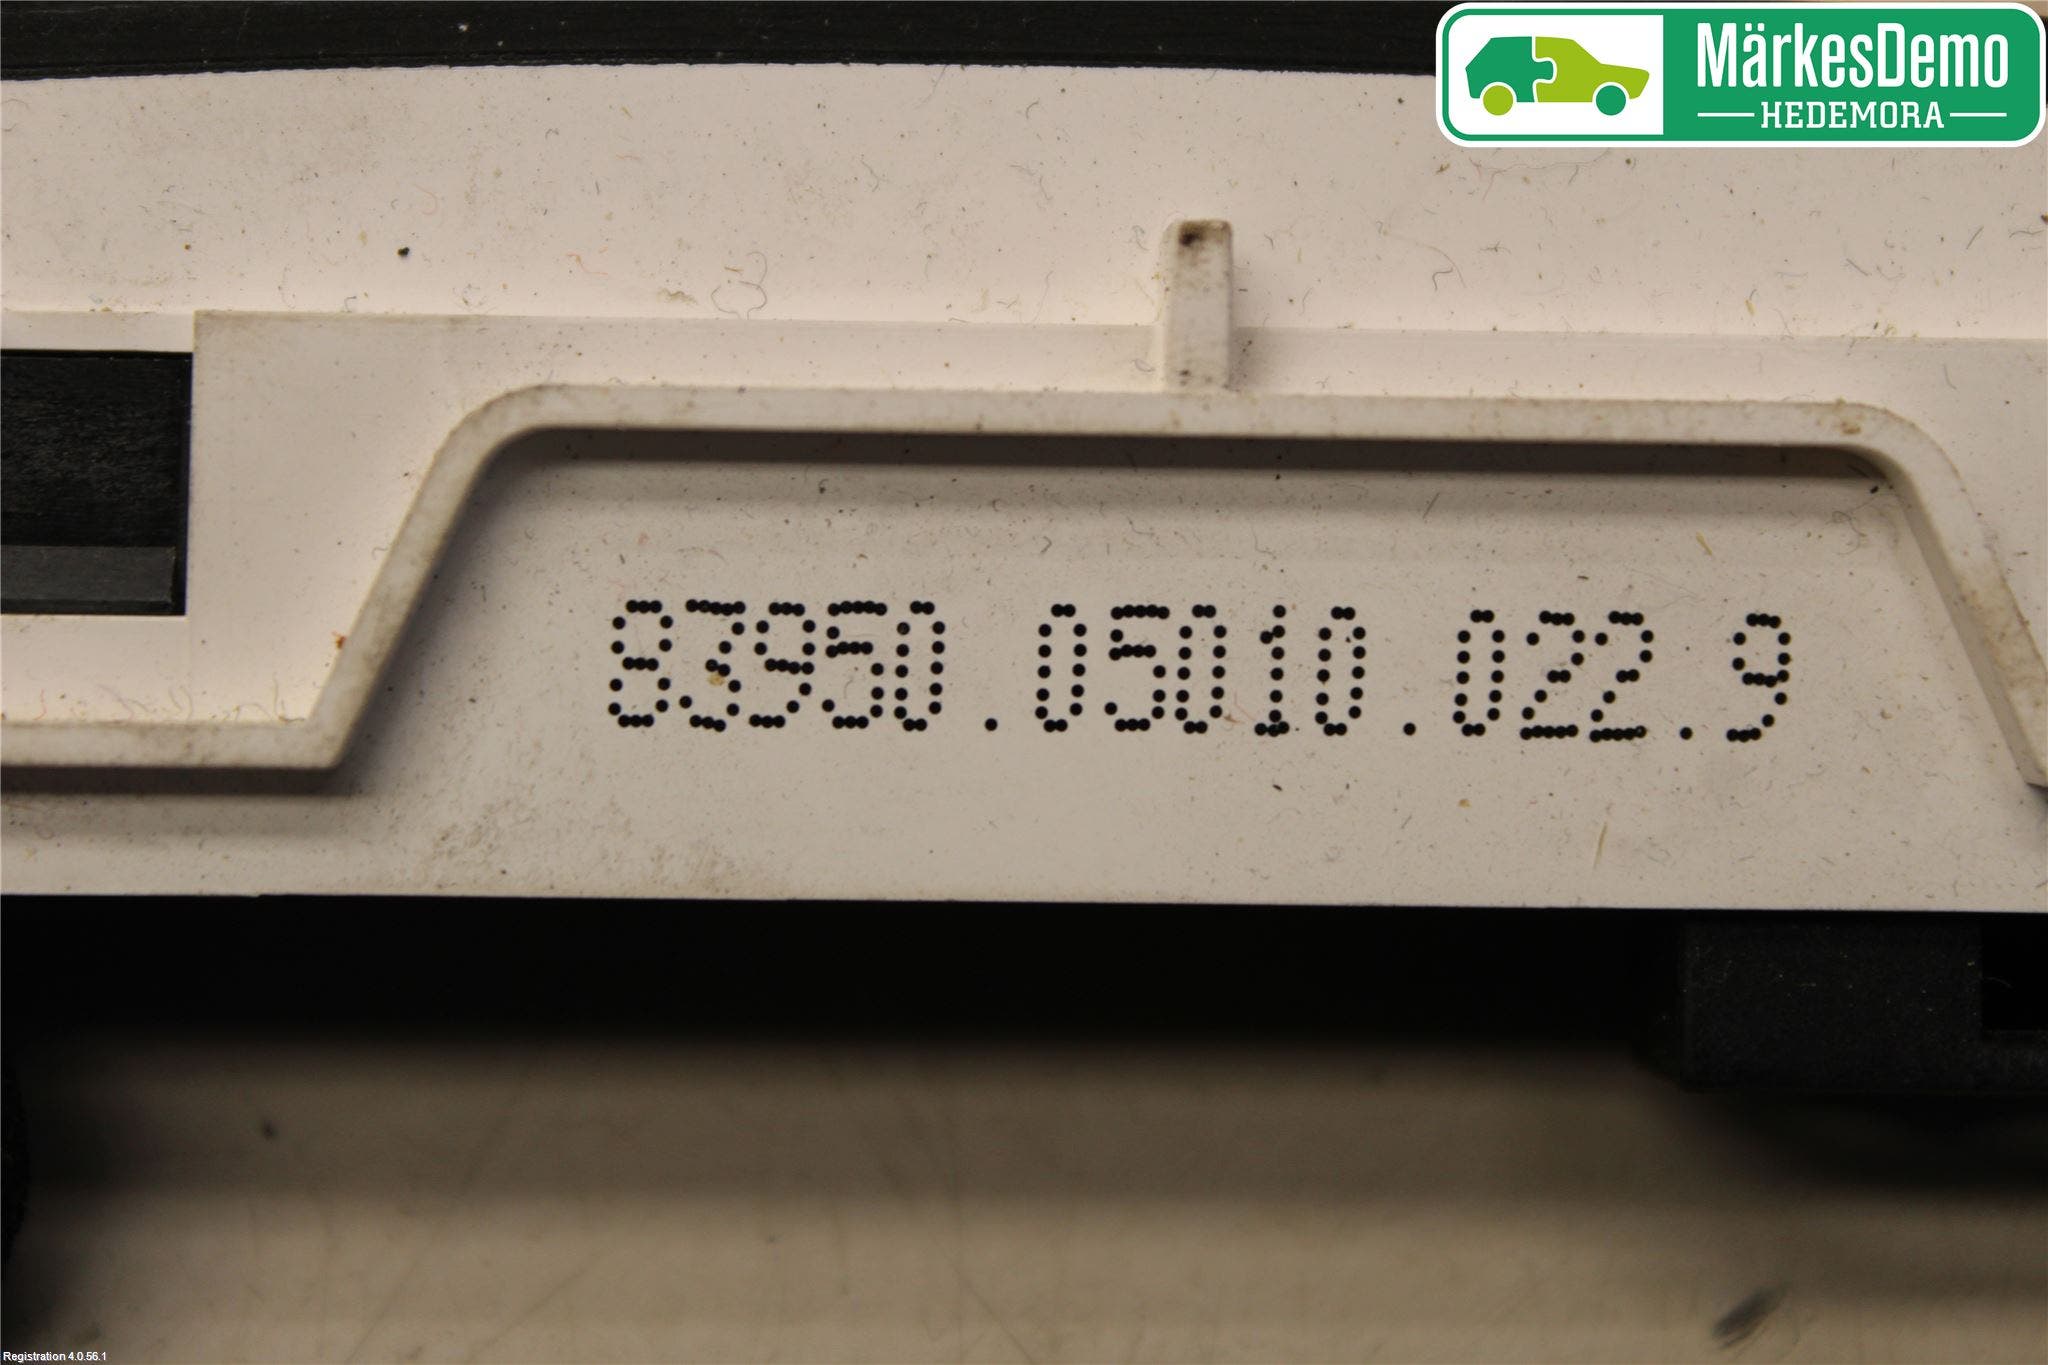 MärkesDemo
HEDEMORA
83950.05010.022.9
Registration 4.0.56.1